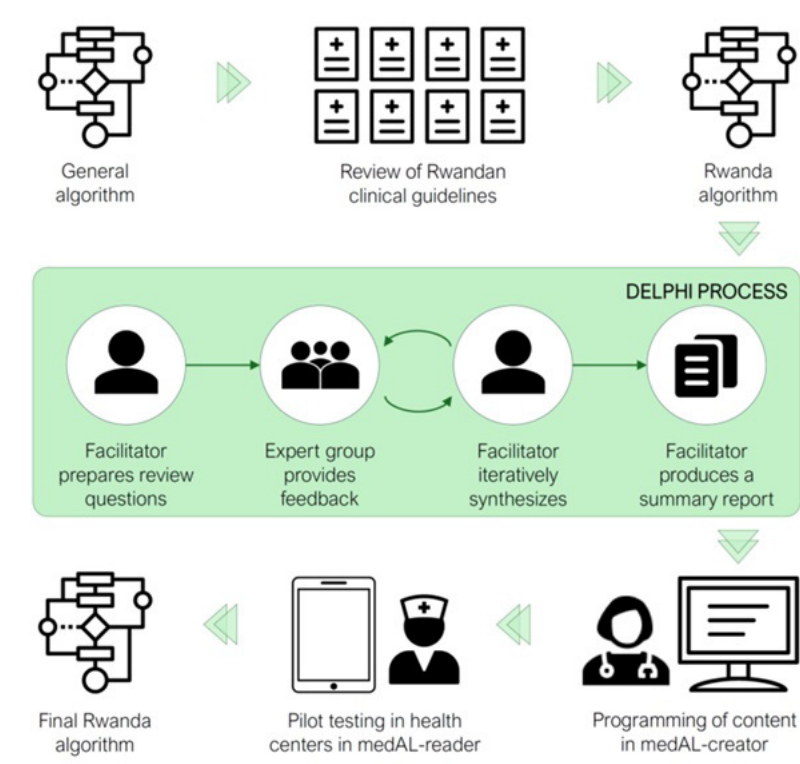 General
algorithm
Review of Rwandan
clinical guidelines
Rwanda
algorithm
DELPHI PROCESS
Facilitator
prepares review
questions
Expert group
provides
feedback
Facilitator
iteratively
synthesizes
Facilitator
produces a
summary report
Final Rwanda
algorithm
Pilot testing in health
centers in medAL-reader
Programming of content
in medAL-creator